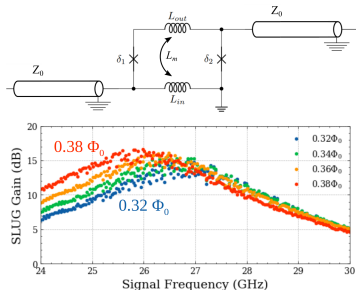 L_out
Z_0
δ_1
L_m
δ_2
Z_0
L_in
20
15
10
5
0
SLUG Gain (dB)
0.38 Φ_0
0.32 Φ_0
0.32Φ_0
0.34Φ_0
0.36Φ_0
0.38Φ_0
24 25 26 27 28 29 30
Signal Frequency (GHz)